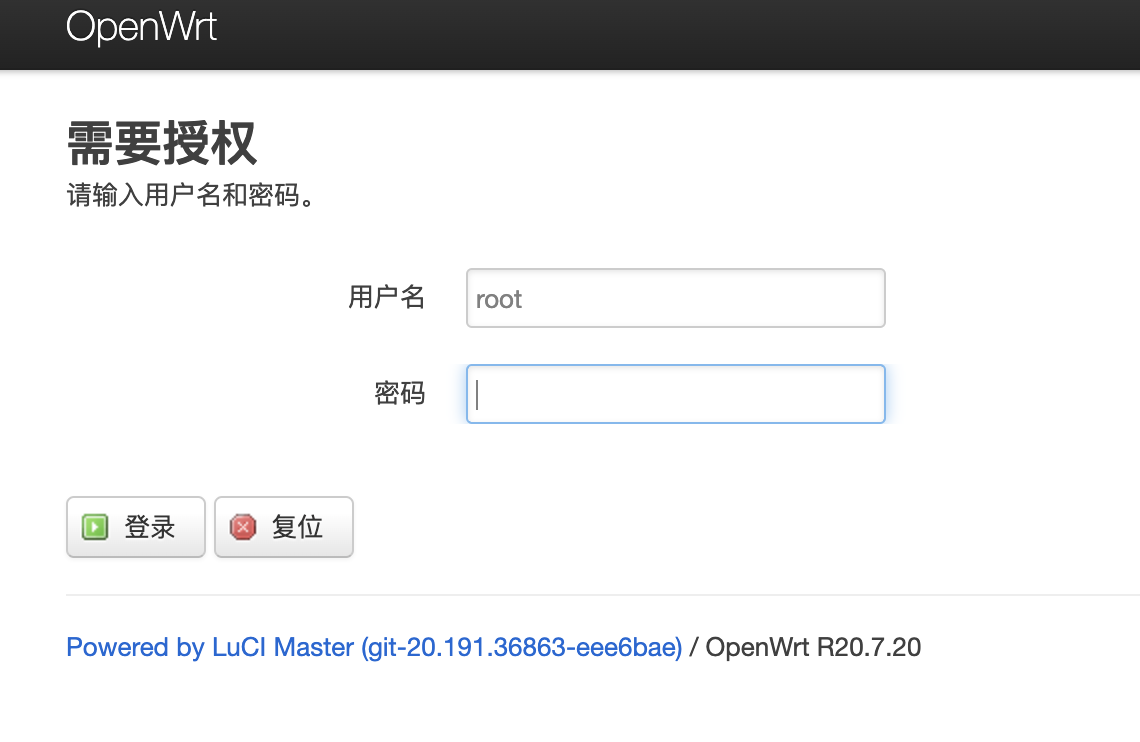 OpenWrt
需要授权
请输入用户名和密码。
用户名 root
密码
登录 复位
Powered by LuCI Master (git-20.191.36863-eee6bae) / OpenWrt R20.7.20